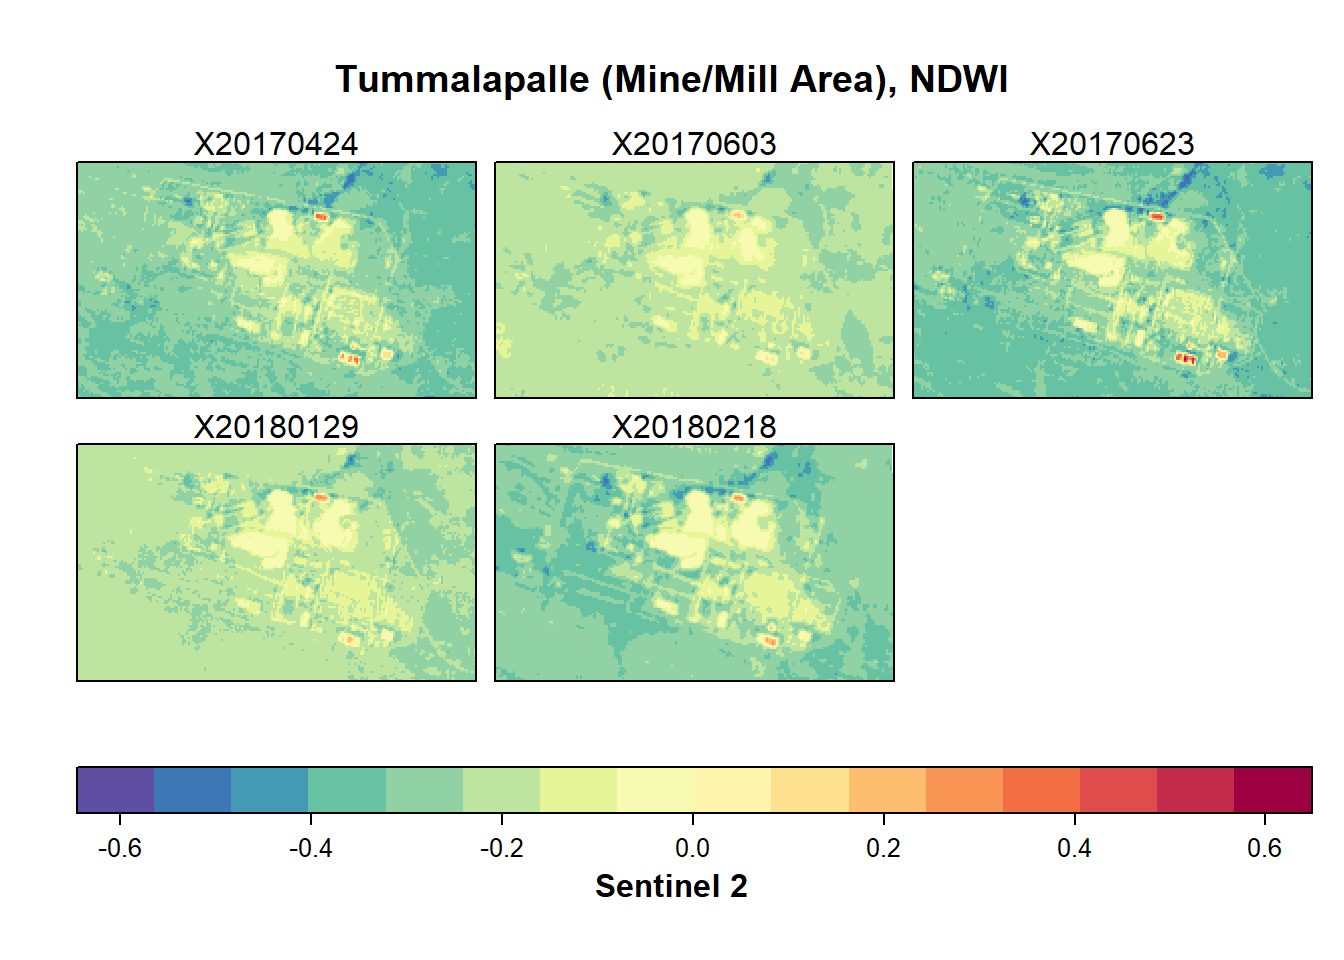 Tummalapalle (Mine/Mill Area), NDWI
X20170424 X20170603 X20170623
X20180129 X20180218
-0.6 -0.4 -0.2 0.0 0.2 0.4 0.6
Sentinel 2